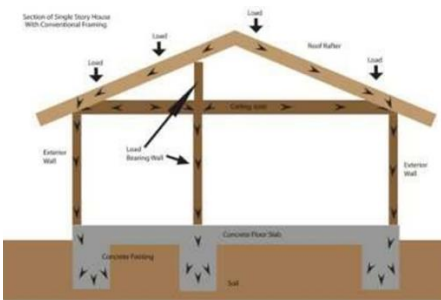 Section of Single Story House
With Conventional Framing
Load
Load
Load
Roof Rafter
Load
Ceiling Joist
Exterior
Wall
Load
Bearing Wall
Exterior
Wall
Concrete Floor Slab
Concrete Footing
Soil